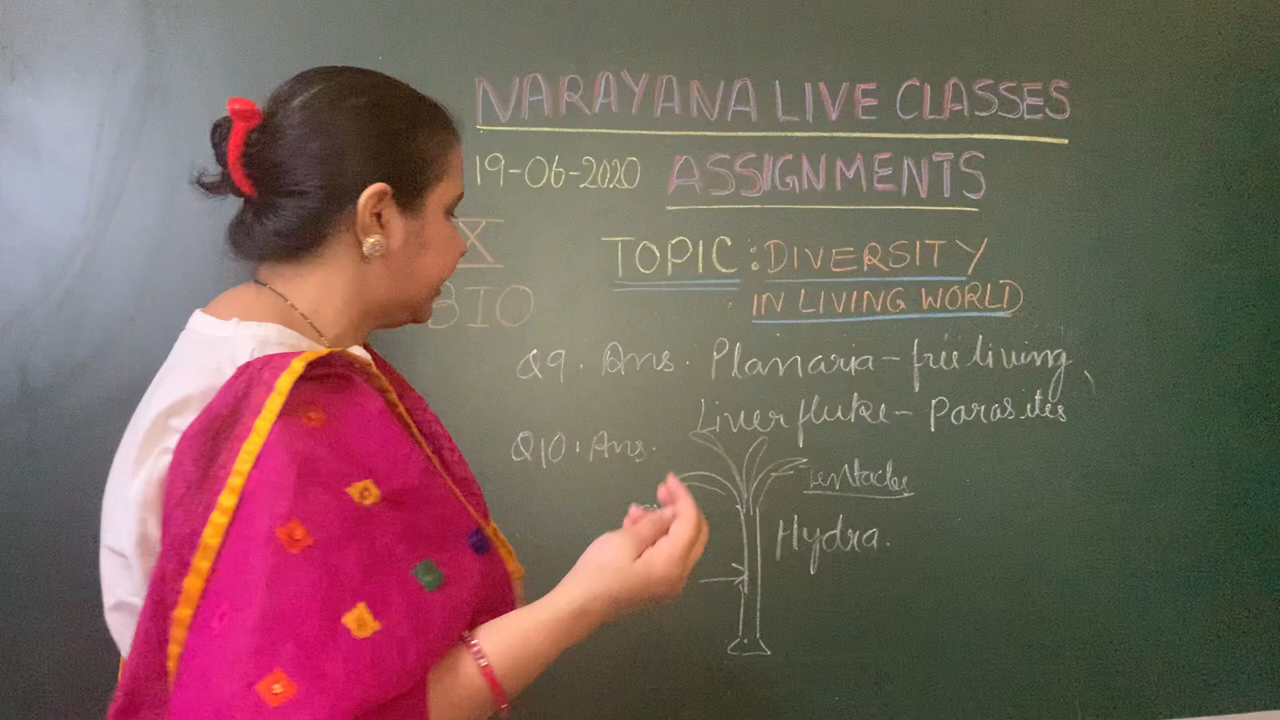 NARAYANA LIVE CLASSES
19-06-2020 ASSIGNMENTS
X
BIO
TOPIC : DIVERSITY
IN LIVING WORLD
Q9. Ans. Planaria - free living,
Liver fluke - Parasites
Q10. Ans.
Tentacles
Hydra.